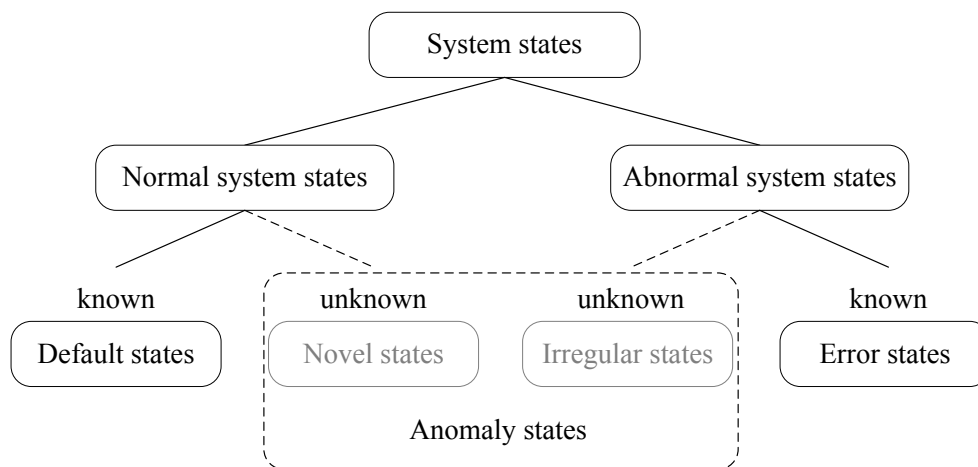 System states
Normal system states
Abnormal system states
known
unknown
unknown
known
Default states
Novel states
Irregular states
Error states
Anomaly states